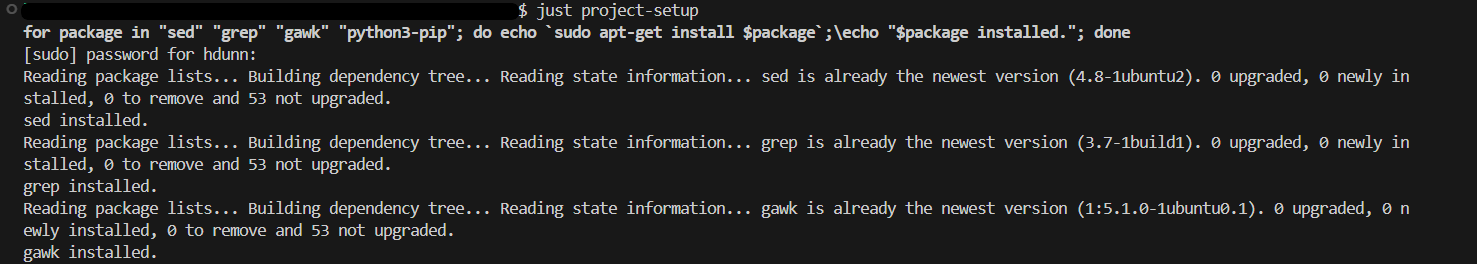 $ just project-setup
for package in "sed" "grep" "gawk" "python3-pip"; do echo `sudo apt-get install $package`;\echo "$package installed."; done
[sudo] password for hdunn:
Reading package lists... Building dependency tree... Reading state information... sed is already the newest version (4.8-1ubuntu2). 0 upgraded, 0 newly in
stalled, 0 to remove and 53 not upgraded.
sed installed.
Reading package lists... Building dependency tree... Reading state information... grep is already the newest version (3.7-1build1). 0 upgraded, 0 newly in
stalled, 0 to remove and 53 not upgraded.
grep installed.
Reading package lists... Building dependency tree... Reading state information... gawk is already the newest version (1:5.1.0-1ubuntu0.1). 0 upgraded, 0 n
ewly installed, 0 to remove and 53 not upgraded.
gawk installed.